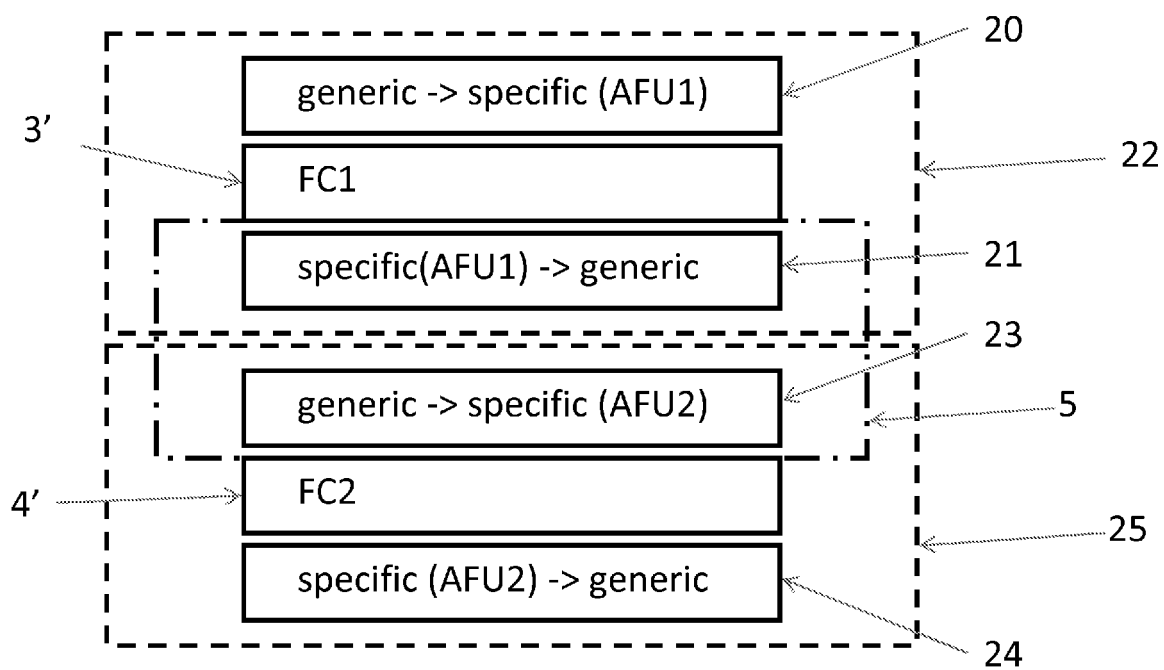 20
generic -> specific (AFU1)
3’
22
FC1
specific(AFU1) -> generic
21
23
generic -> specific (AFU2)
5
4’
FC2
25
specific (AFU2) -> generic
24